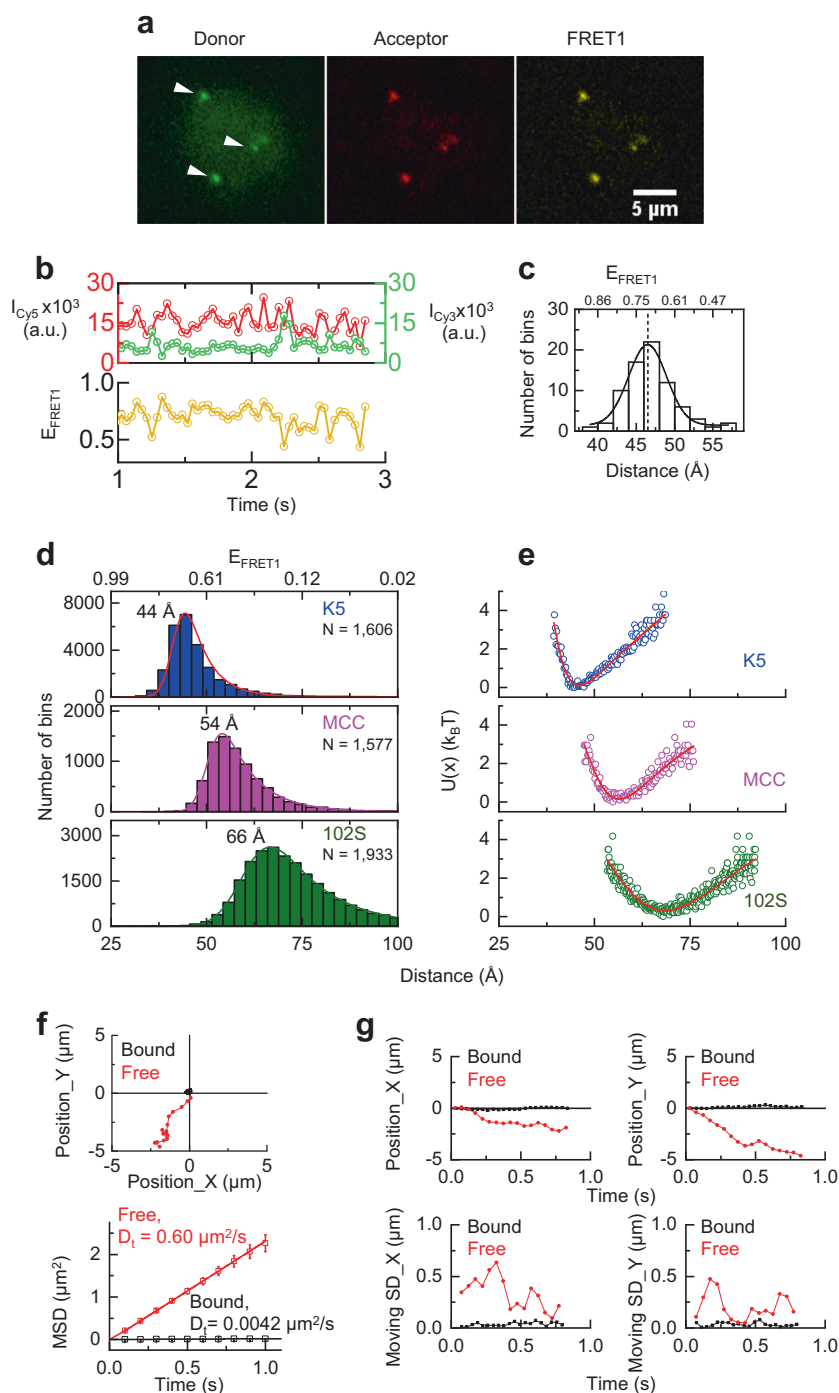 a
Donor Acceptor FRET1
5 µm
b
I_Cy5 x10³ (a.u.)
30
15
0
30
15
0
I_Cy3 x10³ (a.u.)
E_FRET1
1.0
0.5
1 2 3
Time (s)
c
E_FRET1
0.86 0.75 0.61 0.47
Number of bins
30
20
10
0
40 45 50 55
Distance (Å)
d
E_FRET1
0.99 0.61 0.12 0.02
8000
4000
0
44 Å
K5
N = 1,606
Number of bins
2000
1000
0
54 Å
MCC
N = 1,577
3000
1500
0
66 Å
102S
N = 1,933
25 50 75 100
Distance (Å)
e
U(x) (k_BT)
4
2
0
K5
4
2
0
MCC
4
2
0
102S
25 50 75 100
f
Position_Y (µm)
5
0
-5
Bound
Free
-5 0 5
Position_X (µm)
MSD (µm²)
2
1
0
Free,
D_t = 0.60 µm²/s
Bound,
D_t= 0.0042 µm²/s
0.0 0.5 1.0
Time (s)
g
Position_X (µm)
5
0
-5
Bound
Free
0.0 0.5 1.0
Time (s)
Position_Y (µm)
5
0
-5
Bound
Free
0.0 0.5 1.0
Time (s)
Moving SD_X (µm)
1.0
0.5
0.0
Bound
Free
0.0 0.5 1.0
Time (s)
Moving SD_Y (µm)
1.0
0.5
0.0
Bound
Free
0.0 0.5 1.0
Time (s)